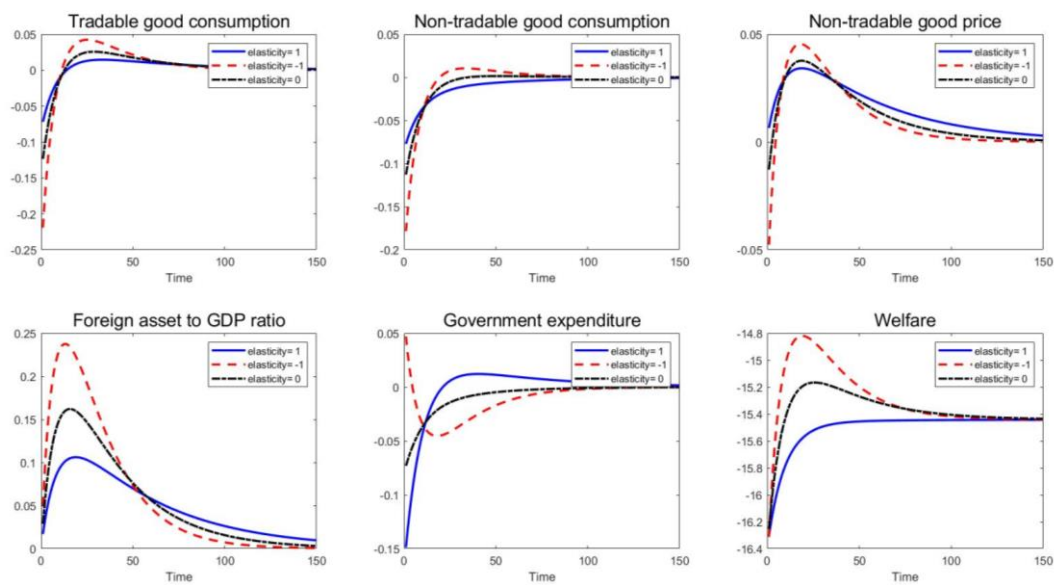 Tradable good consumption
0.05
0
-0.05
-0.1
-0.15
-0.2
-0.25
0
50
100
150
Time
elasticity= 1
elasticity= -1
elasticity= 0
Non-tradable good consumption
0.05
0
-0.05
-0.1
-0.15
-0.2
0
50
100
150
Time
elasticity= 1
elasticity= -1
elasticity= 0
Non-tradable good price
0.05
0
-0.05
0
50
100
150
Time
elasticity= 1
elasticity= -1
elasticity= 0
Foreign asset to GDP ratio
0.25
0.2
0.15
0.1
0.05
0
0
50
100
150
Time
elasticity= 1
elasticity= -1
elasticity= 0
Government expenditure
0.05
0
-0.05
-0.1
-0.15
0
50
100
150
Time
elasticity= 1
elasticity= -1
elasticity= 0
Welfare
-14.8
-15
-15.2
-15.4
-15.6
-15.8
-16
-16.2
-16.4
0
50
100
150
Time
elasticity= 1
elasticity= -1
elasticity= 0